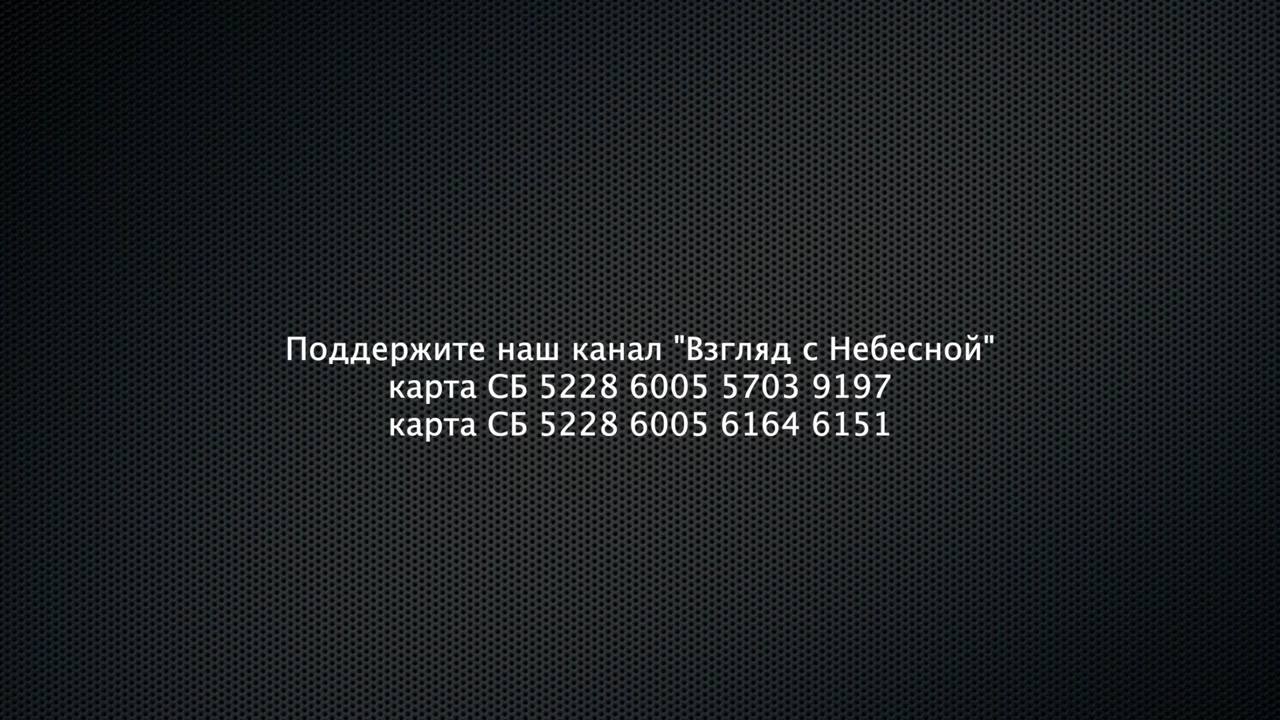 Поддержите наш канал "Взгляд с Небесной"
карта СБ 5228 6005 5703 9197
карта СБ 5228 6005 6164 6151